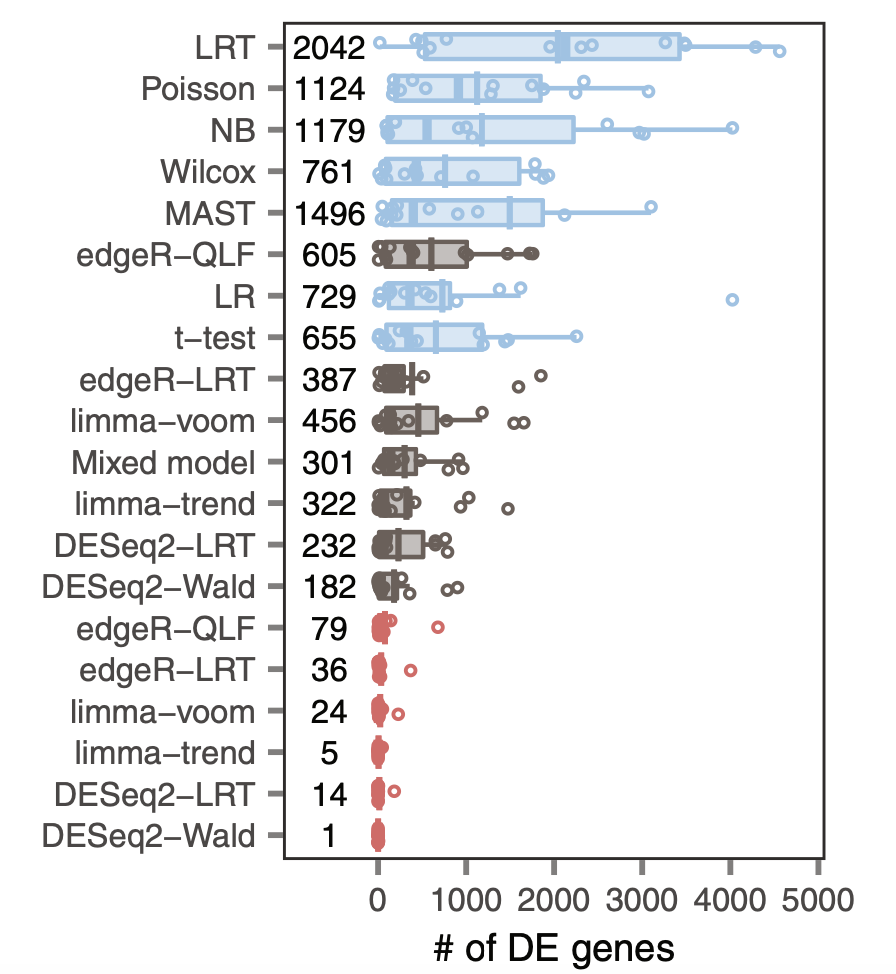 LRT 2042
Poisson 1124
NB 1179
Wilcox 761
MAST 1496
edgeR−QLF 605
LR 729
t−test 655
edgeR−LRT 387
limma−voom 456
Mixed model 301
limma−trend 322
DESeq2−LRT 232
DESeq2−Wald 182
edgeR−QLF 79
edgeR−LRT 36
limma−voom 24
limma−trend 5
DESeq2−LRT 14
DESeq2−Wald 1
0 1000 2000 3000 4000 5000
# of DE genes